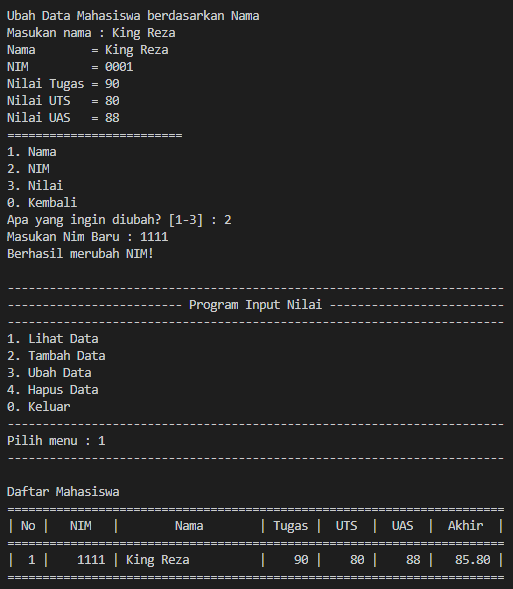 Ubah Data Mahasiswa berdasarkan Nama
Masukan nama : King Reza
Nama        = King Reza
NIM         = 0001
Nilai Tugas = 90
Nilai UTS   = 80
Nilai UAS   = 88
=========================
1. Nama
2. NIM
3. Nilai
0. Kembali
Apa yang ingin diubah? [1-3] : 2
Masukan Nim Baru : 1111
Berhasil merubah NIM!

-----------------------------------------------------------------------
------------------------- Program Input Nilai -------------------------
-----------------------------------------------------------------------
1. Lihat Data
2. Tambah Data
3. Ubah Data
4. Hapus Data
0. Keluar
-----------------------------------------------------------------------
Pilih menu : 1
-----------------------------------------------------------------------

Daftar Mahasiswa
=======================================================================
| No |   NIM   |        Nama        | Tugas |  UTS  |  UAS  |  Akhir  |
=======================================================================
|  1 |    1111 | King Reza          |    90 |    80 |    88 |   85.80 |
=======================================================================